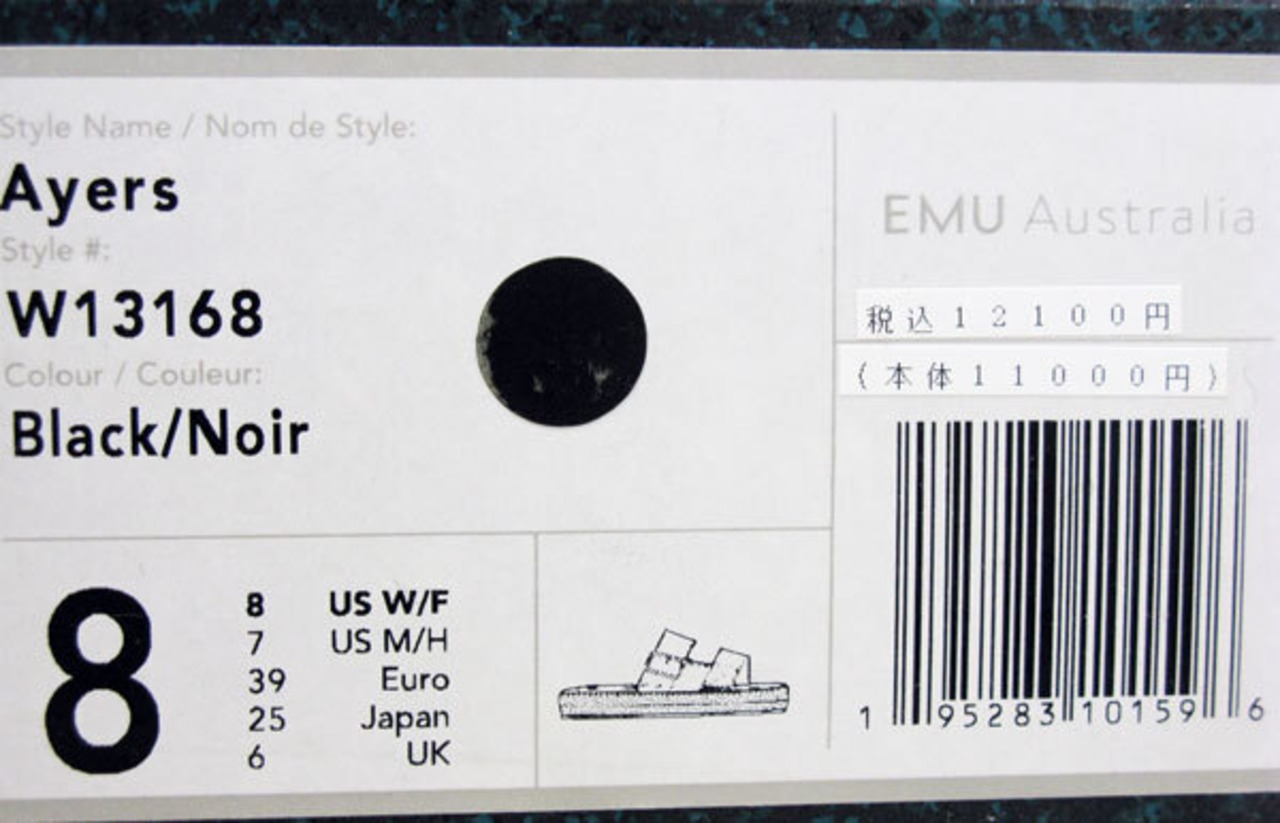 Style Name / Nom de Style:
Ayers
Style #:
W13168
Colour / Couleur:
Black/Noir
EMU Australia
税込12100円
(本体11000円)
8
8 US W/F
7 US M/H
39 Euro
25 Japan
6 UK
1 95283 10159 6